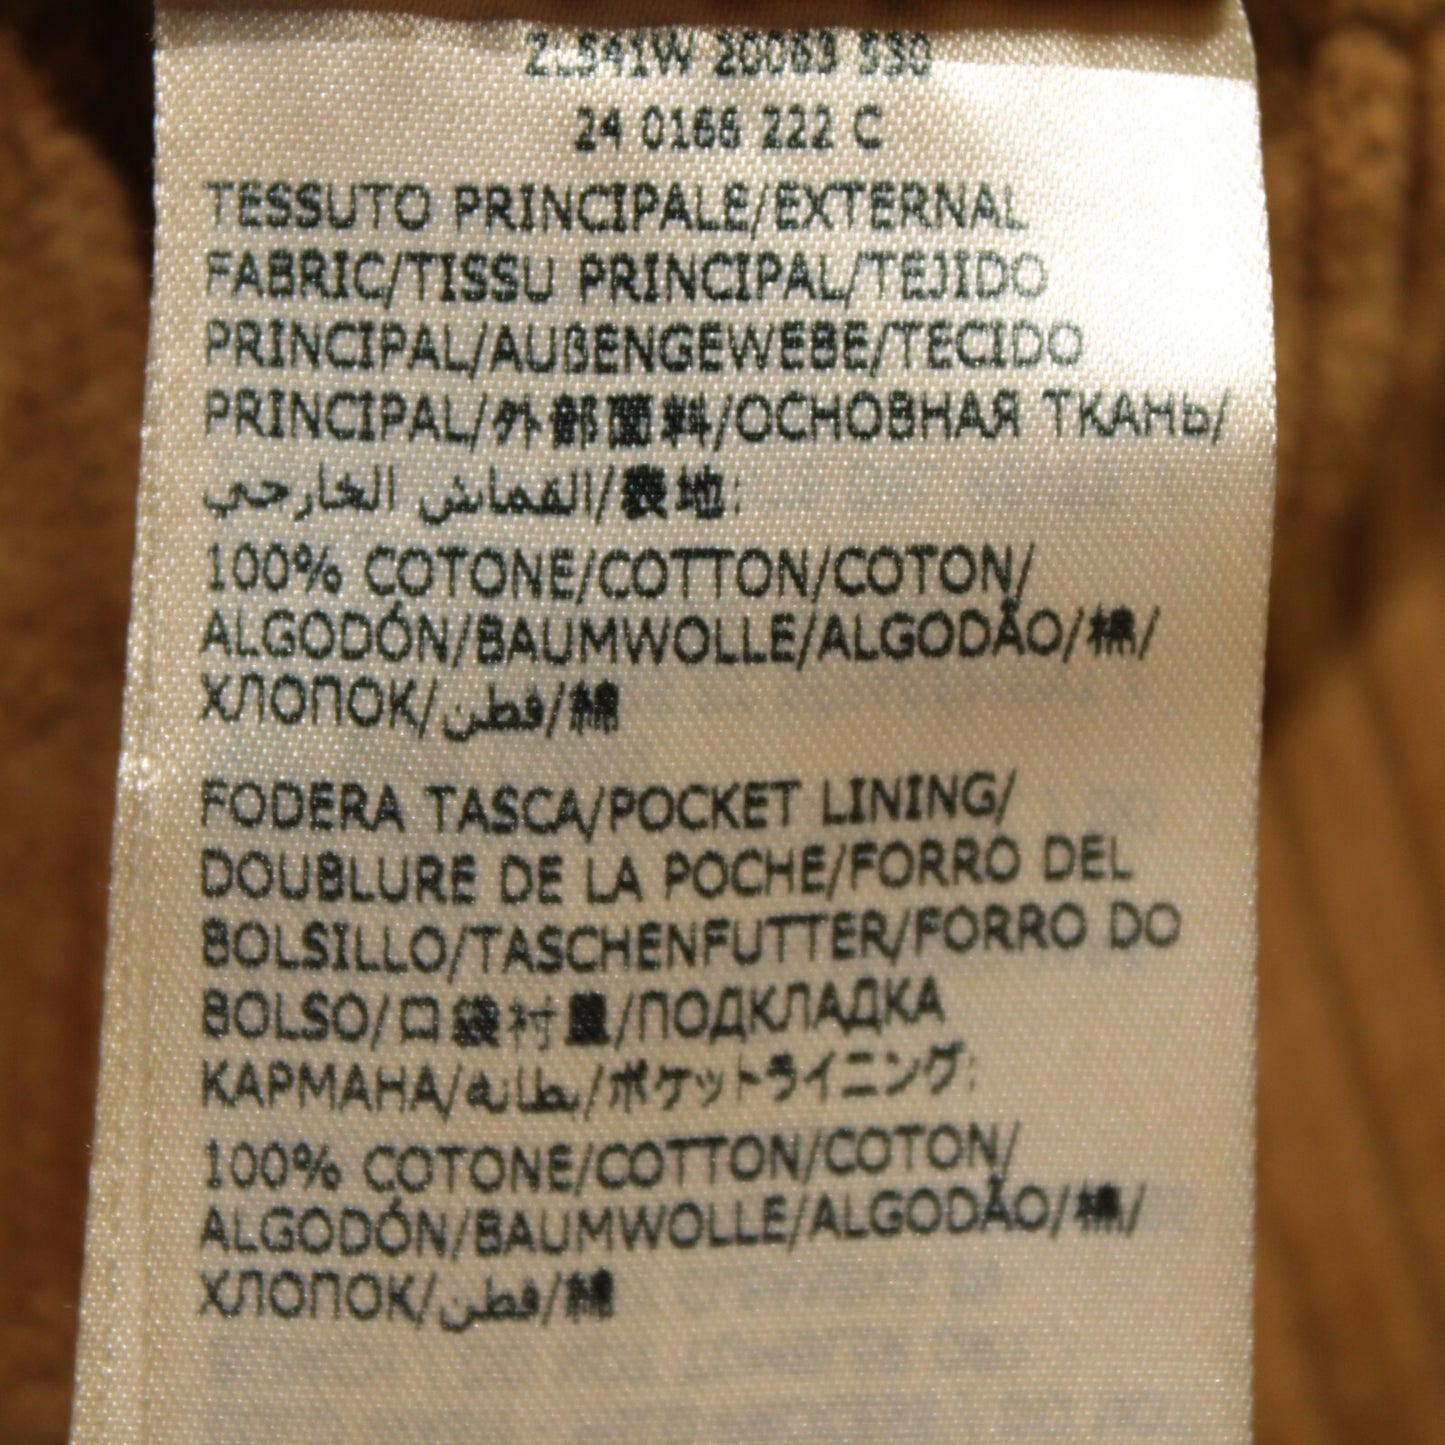 24 0166 222 C
TESSUTO PRINCIPALE/EXTERNAL
FABRIC/TISSU PRINCIPAL/TEJIDO
PRINCIPAL/AUßENGEWEBE/TECIDO
PRINCIPAL/外部面料/ОСНОВНАЯ ТКАНЬ/
القماش الخارجي/表地:
100% COTONE/COTTON/COTON/
ALGODÓN/BAUMWOLLE/ALGODÃO/棉/
ХЛОПОК/قطن/綿
FODERA TASCA/POCKET LINING/
DOUBLURE DE LA POCHE/FORRO DEL
BOLSILLO/TASCHENFUTTER/FORRO DO
BOLSO/口袋衬里/ПОДКЛАДКА
КАРМАНА/بطانة/ポケットライニング:
100% COTONE/COTTON/COTON/
ALGODÓN/BAUMWOLLE/ALGODÃO/棉/
ХЛОПОК/قطن/綿